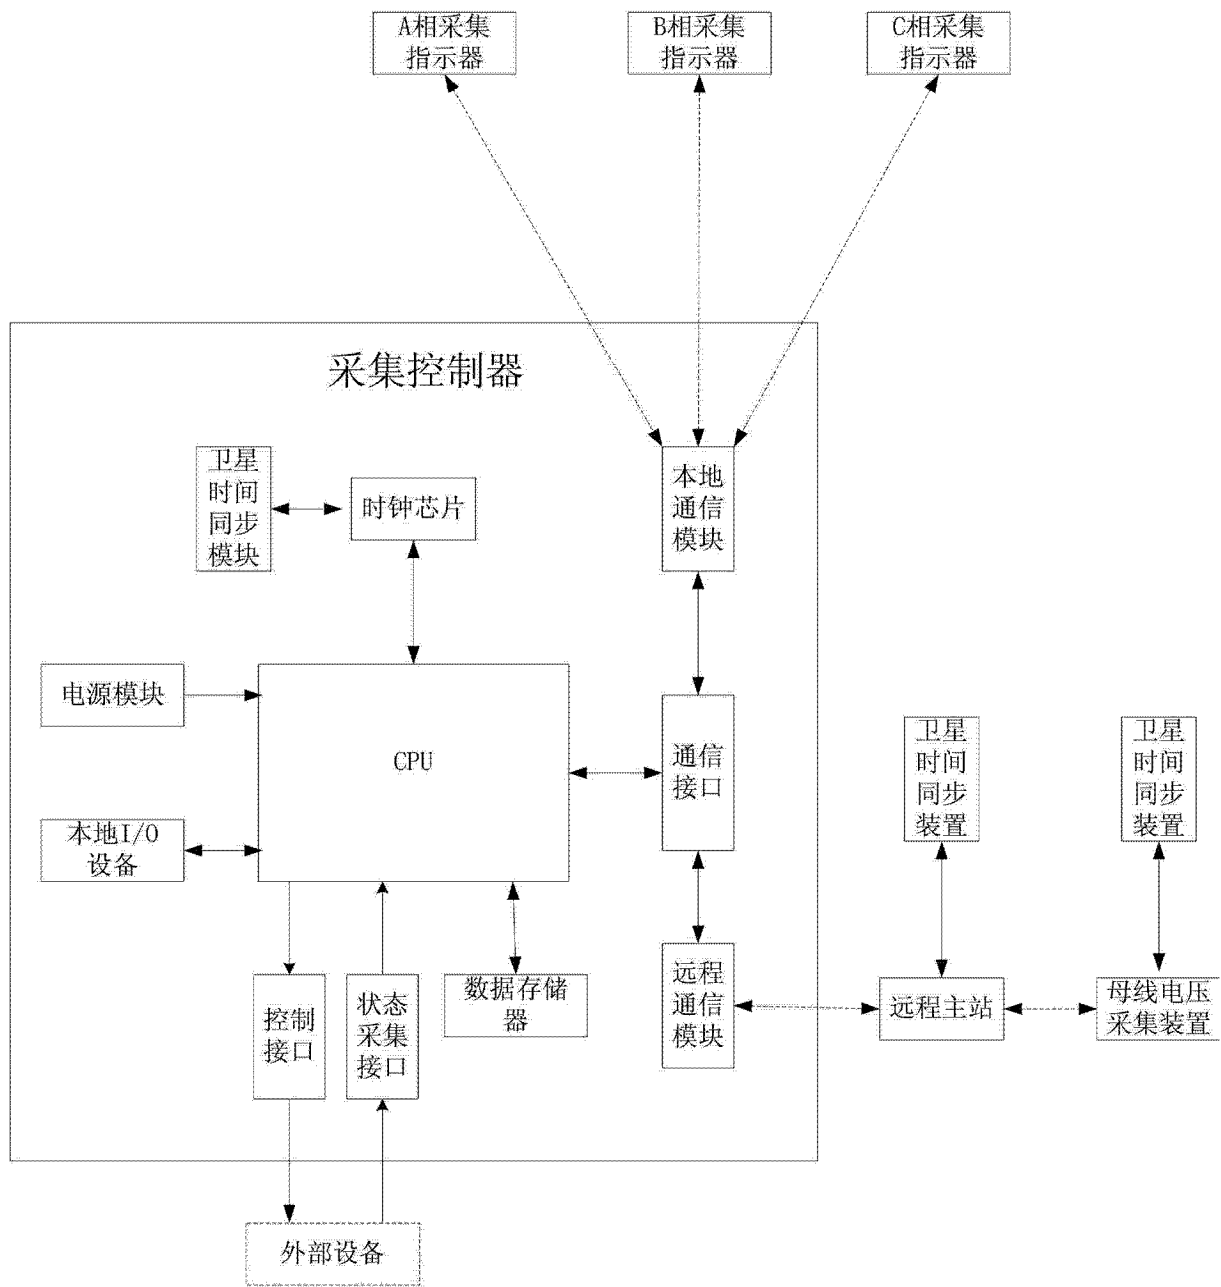 A相采集
指示器
B相采集
指示器
C相采集
指示器
采集控制器
卫星
时间
同步
模块
时钟芯片
本地
通信
模块
电源模块
CPU
通信
接口
卫星
时间
同步
装置
卫星
时间
同步
装置
本地I/O
设备
控制
接口
状态
采集
接口
数据存储
器
远程
通信
模块
远程主站
母线电压
采集装置
外部设备